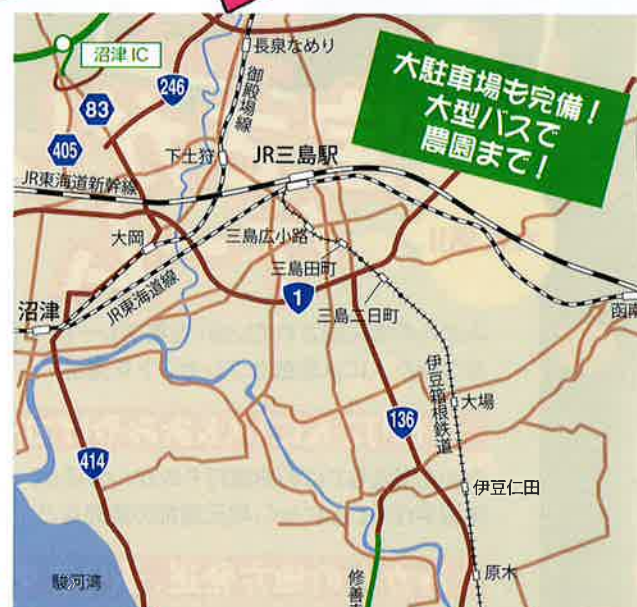 沼津 IC
長泉なめり
大駐車場も完備！
大型バスで
農園まで！
246
御殿場線
83
405
下土狩
JR三島駅
JR東海道新幹線
大岡
三島広小路
三島田町
JR東海道線
1
三島二日町
沼津
函南
伊豆箱根鉄道
大場
136
414
伊豆仁田
原木
駿河湾
修善